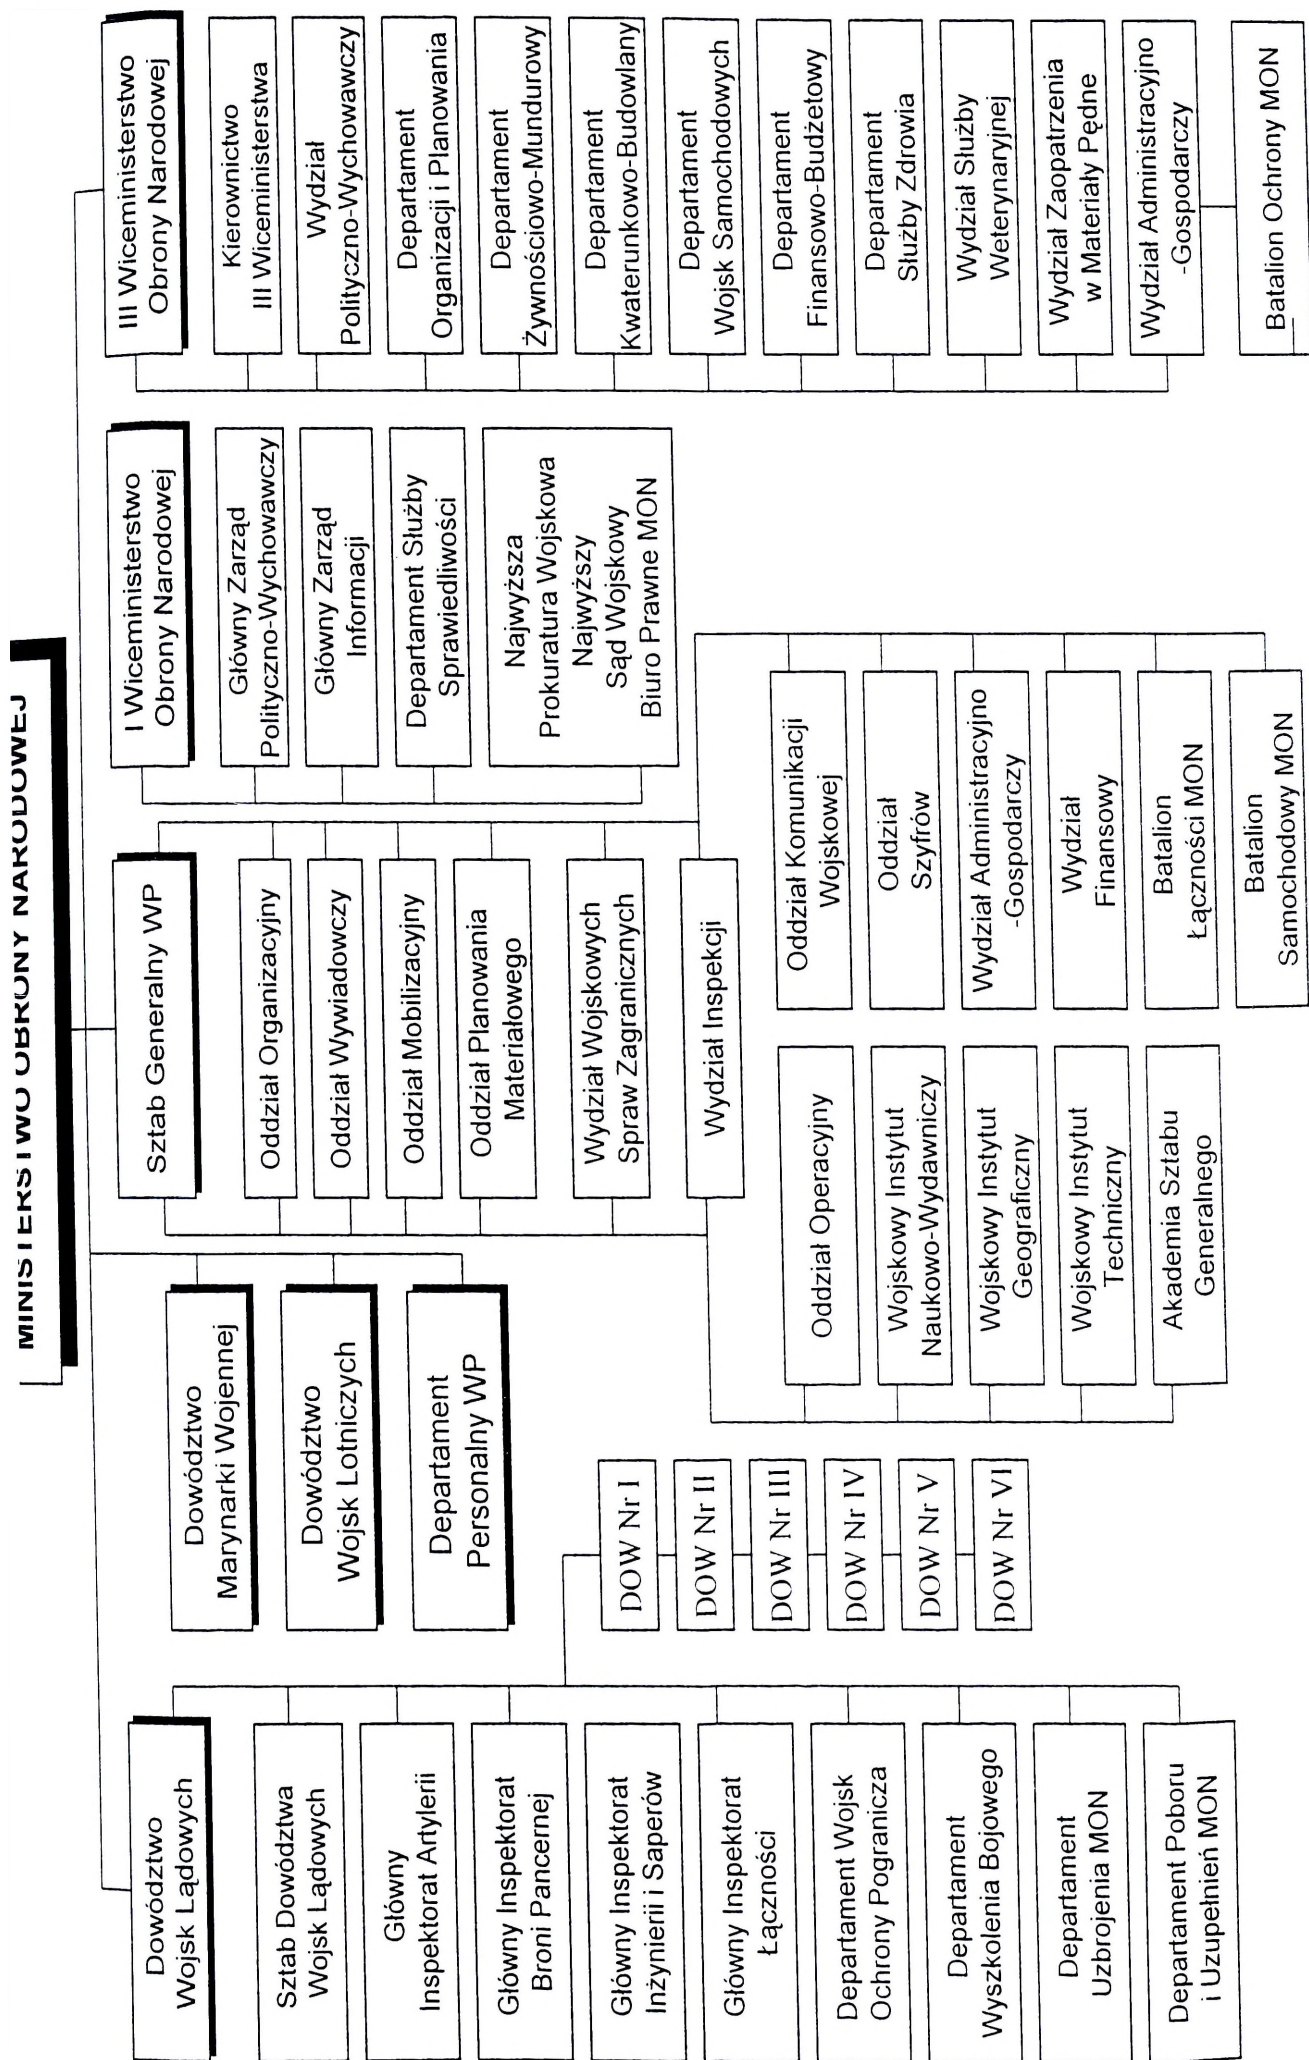 MINISTERSTWO OBRONY NARODOWEJ
Dowództwo
Wojsk Lądowych
Sztab Dowództwa
Wojsk Lądowych
Główny
Inspektorat Artylerii
Główny Inspektorat
Broni Pancernej
Główny Inspektorat
Inżynierii i Saperów
Główny Inspektorat
Łączności
Departament Wojsk
Ochrony Pogranicza
Departament
Wyszkolenia Bojowego
Departament
Uzbrojenia MON
Departament Poboru
i Uzupełnień MON
DOW Nr I
DOW Nr II
DOW Nr III
DOW Nr IV
DOW Nr V
DOW Nr VI
Dowództwo
Marynarki Wojennej
Dowództwo
Wojsk Lotniczych
Departament
Personalny WP
Sztab Generalny WP
Oddział Organizacyjny
Oddział Wywiadowczy
Oddział Mobilizacyjny
Oddział Planowania
Materiałowego
Wydział Wojskowych
Spraw Zagranicznych
Wydział Inspekcji
Oddział Operacyjny
Wojskowy Instytut
Naukowo-Wydawniczy
Wojskowy Instytut
Geograficzny
Wojskowy Instytut
Techniczny
Akademia Sztabu
Generalnego
Oddział Komunikacji
Wojskowej
Oddział
Szyfrów
Wydział Administracyjno
-Gospodarczy
Wydział
Finansowy
Batalion
Łączności MON
Batalion
Samochodowy MON
I Wiceministerstwo
Obrony Narodowej
Główny Zarząd
Polityczno-Wychowawczy
Główny Zarząd
Informacji
Departament Służby
Sprawiedliwości
Najwyższa
Prokuratura Wojskowa
Najwyższy
Sąd Wojskowy
Biuro Prawne MON
III Wiceministerstwo
Obrony Narodowej
Kierownictwo
III Wiceministerstwa
Wydział
Polityczno-Wychowawczy
Departament
Organizacji i Planowania
Departament
Żywnościowo-Mundurowy
Departament
Kwaterunkowo-Budowlany
Departament
Wojsk Samochodowych
Departament
Finansowo-Budżetowy
Departament
Służby Zdrowia
Wydział Służby
Weterynaryjnej
Wydział Zaopatrzenia
w Materiały Pędne
Wydział Administracyjno
-Gospodarczy
Batalion Ochrony MON